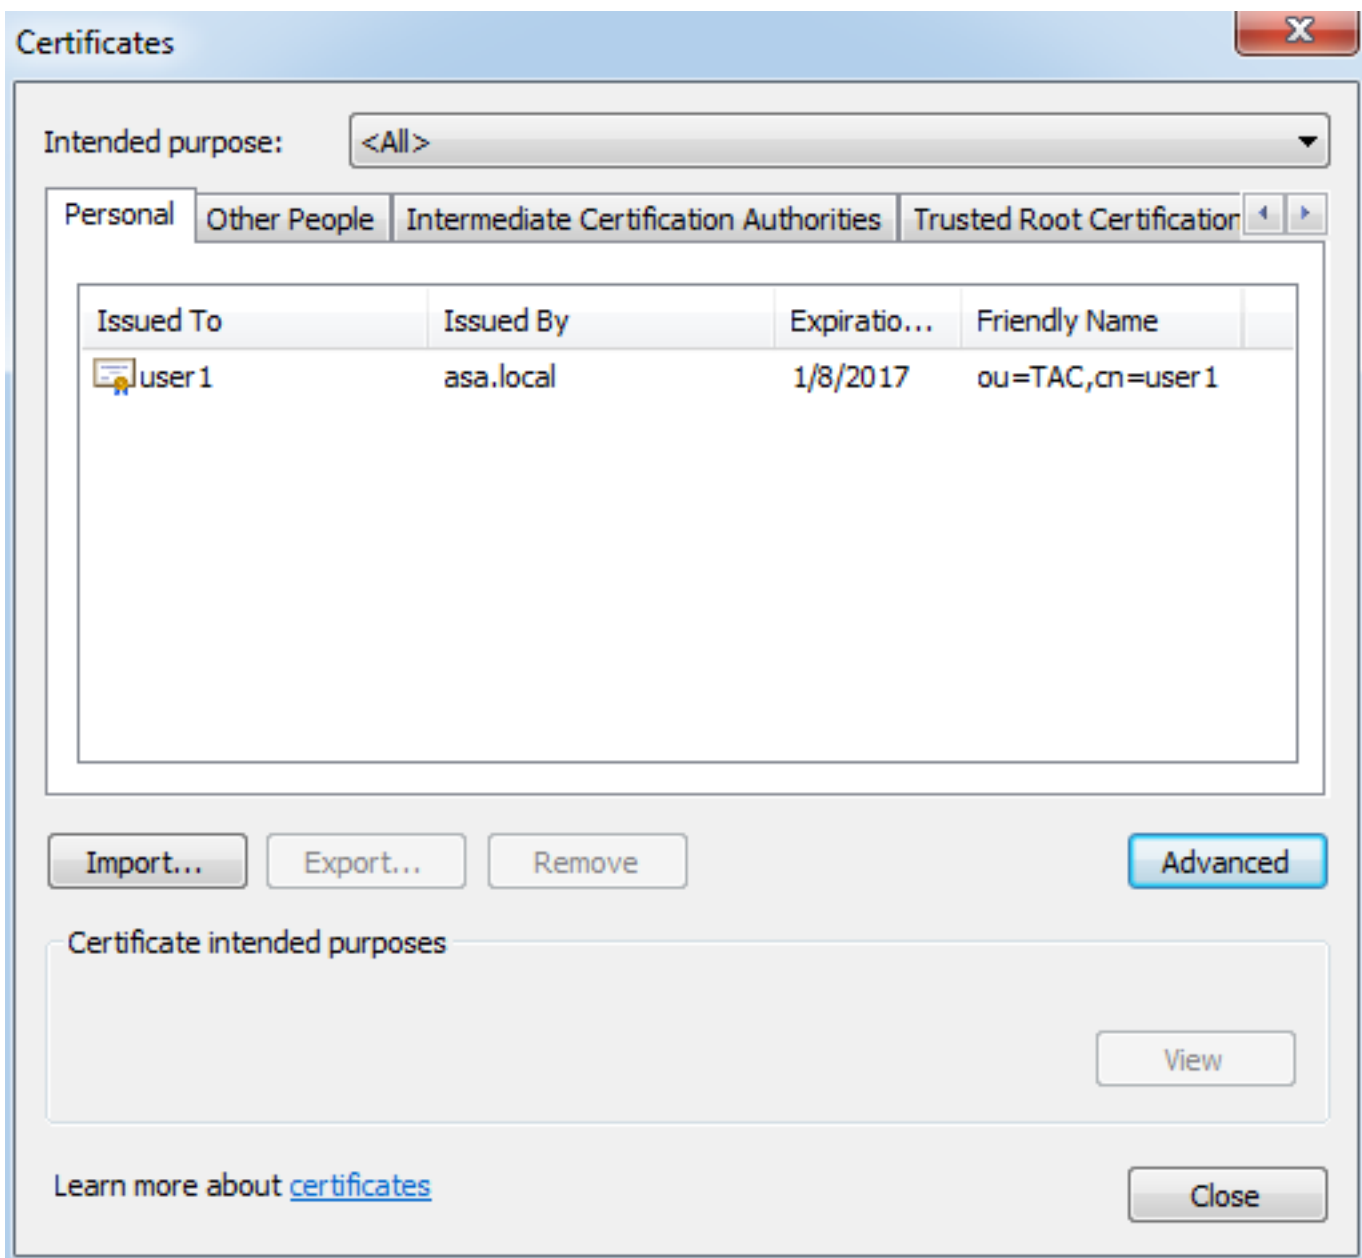 Certificates
Intended purpose: <All>
Personal Other People Intermediate Certification Authorities Trusted Root Certification
Issued To Issued By Expiratio... Friendly Name
user1 asa.local 1/8/2017 ou=TAC,cn=user1
Import... Export... Remove Advanced
Certificate intended purposes
View
Learn more about certificates
Close